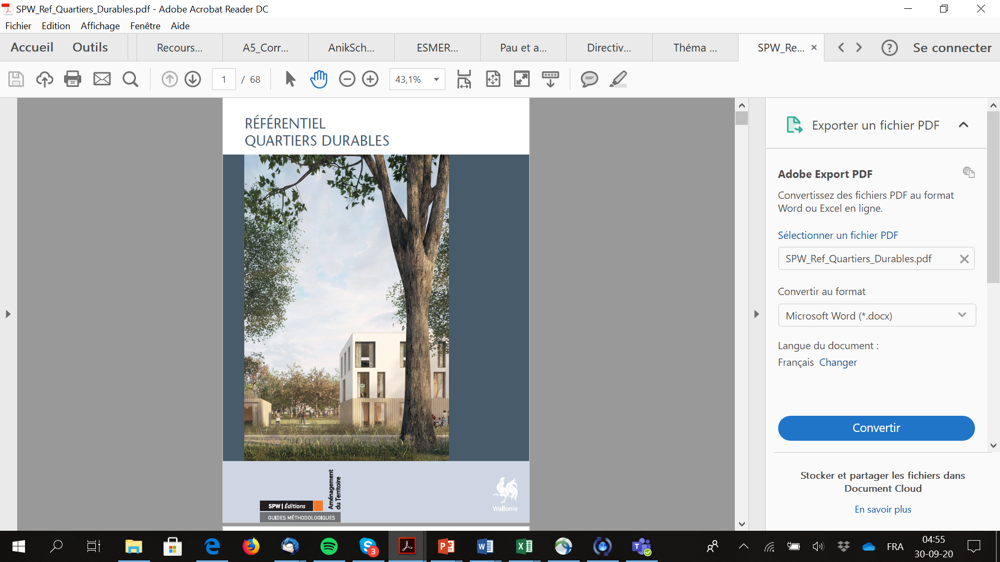 SPW_Ref_Quartiers_Durables.pdf - Adobe Acrobat Reader DC
Fichier Edition Affichage Fenêtre Aide
Accueil Outils Recours... A5_Corr... AnikSch... ESMER... Pau et a... Directiv... Théma ... SPW_Re... Se connecter
1 / 68 43,1%
RÉFÉRENTIEL
QUARTIERS DURABLES
Aménagement
du Territoire
SPW | Éditions
GUIDES MÉTHODOLOGIQUES
Wallonie
Exporter un fichier PDF
Adobe Export PDF
Convertissez des fichiers PDF au format
Word ou Excel en ligne.
Sélectionner un fichier PDF
SPW_Ref_Quartiers_Durables.pdf
Convertir au format
Microsoft Word (*.docx)
Langue du document :
Français Changer
Convertir
Stocker et partager les fichiers dans
Document Cloud
En savoir plus
3
FRA
04:55
30-09-20